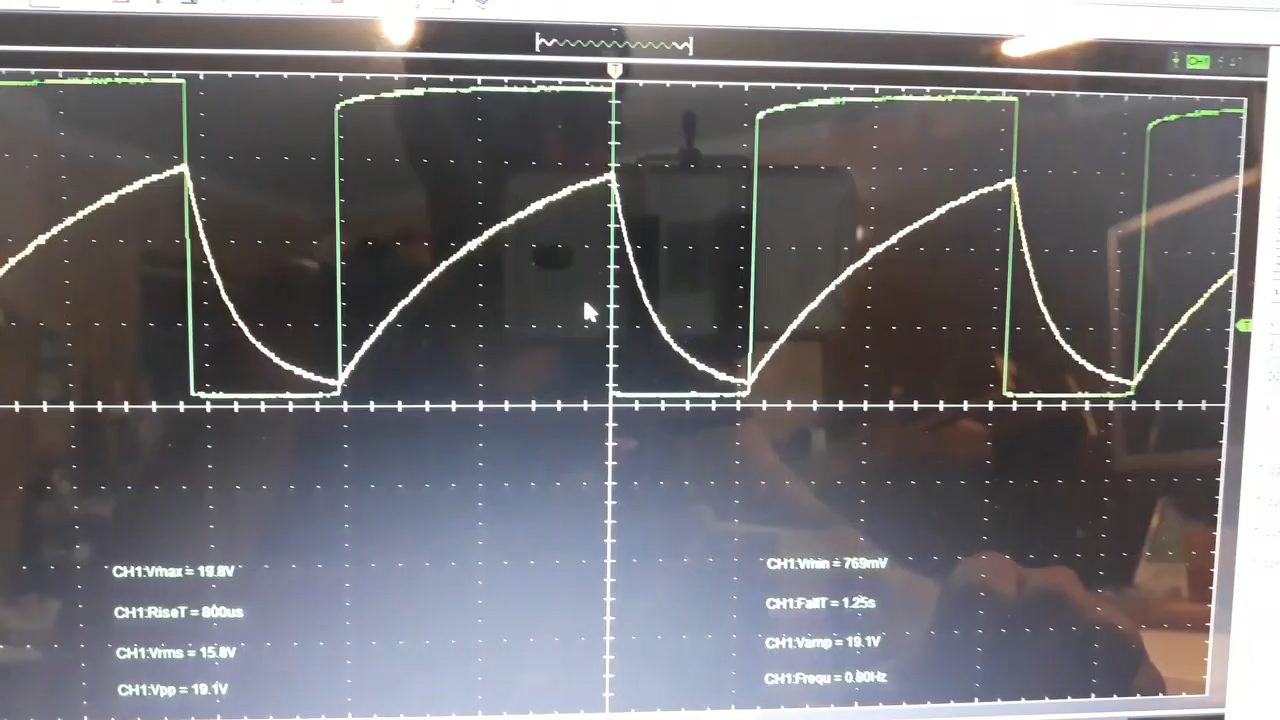 T
CH1
T
CH1:Vmax = 19.8V
CH1:RiseT = 800us
CH1:Vrms = 15.8V
CH1:Vpp = 19.1V
CH1:Vmin = 769mV
CH1:FallT = 1.25s
CH1:Vamp = 19.1V
CH1:Frequ = 0.80Hz